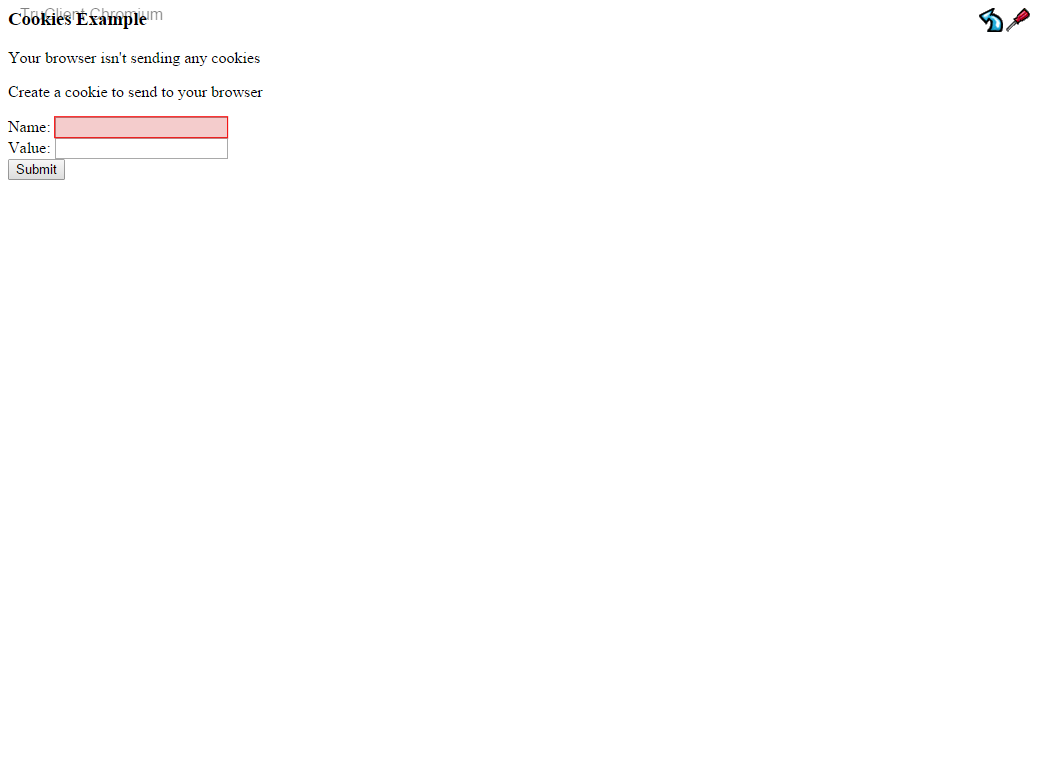 TruClient Chromium
Cookies Example
Your browser isn't sending any cookies
Create a cookie to send to your browser
Name:
Value:
Submit